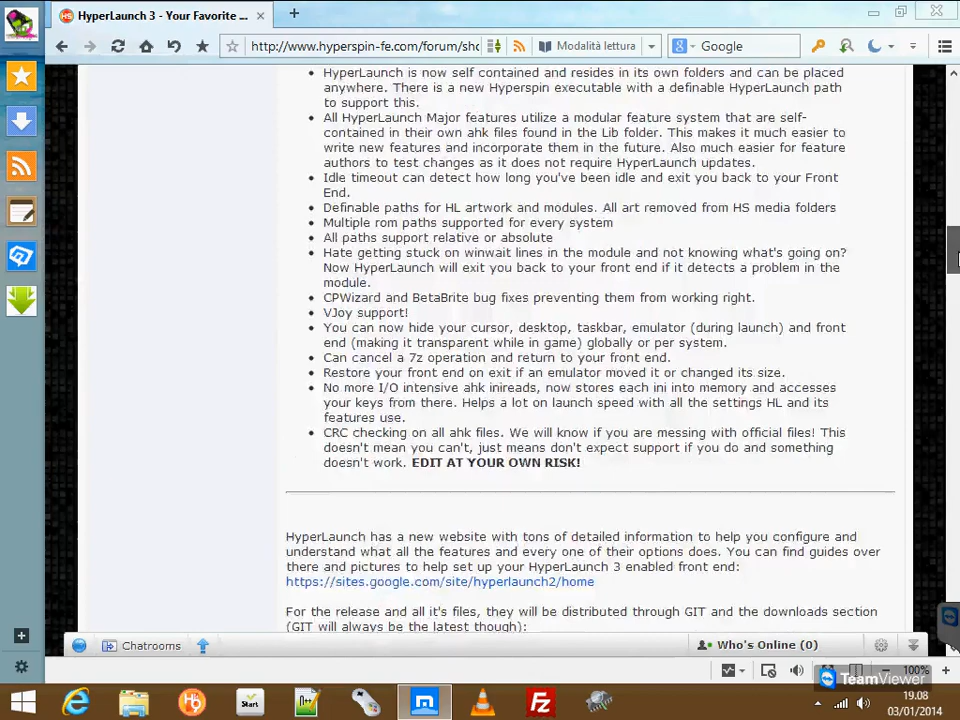 HyperLaunch 3 - Your Favorite ...
http://www.hyperspin-fe.com/forum/sho
Modalità lettura
Google
HyperLaunch is now self contained and resides in its own folders and can be placed
anywhere. There is a new Hyperspin executable with a definable HyperLaunch path
to support this.
All HyperLaunch Major features utilize a modular feature system that are self-
contained in their own ahk files found in the Lib folder. This makes it much easier to
write new features and incorporate them in the future. Also much easier for feature
authors to test changes as it does not require HyperLaunch updates.
Idle timeout can detect how long you've been idle and exit you back to your Front
End.
Definable paths for HL artwork and modules. All art removed from HS media folders
Multiple rom paths supported for every system
All paths support relative or absolute
Hate getting stuck on winwait lines in the module and not knowing what's going on?
Now HyperLaunch will exit you back to your front end if it detects a problem in the
module.
CPWizard and BetaBrite bug fixes preventing them from working right.
VJoy support!
You can now hide your cursor, desktop, taskbar, emulator (during launch) and front
end (making it transparent while in game) globally or per system.
Can cancel a 7z operation and return to your front end.
Restore your front end on exit if an emulator moved it or changed its size.
No more I/O intensive ahk inireads, now stores each ini into memory and accesses
your keys from there. Helps a lot on launch speed with all the settings HL and its
features use.
CRC checking on all ahk files. We will know if you are messing with official files! This
doesn't mean you can't, just means don't expect support if you do and something
doesn't work. EDIT AT YOUR OWN RISK!
HyperLaunch has a new website with tons of detailed information to help you configure and
understand what all the features and every one of their options does. You can find guides over
there and pictures to help set up your HyperLaunch 3 enabled front end:
https://sites.google.com/site/hyperlaunch2/home
For the release and all it's files, they will be distributed through GIT and the downloads section
(GIT will always be the latest though):
Chatrooms
Who's Online (0)
100%
TeamViewer
Start
19.08
03/01/2014